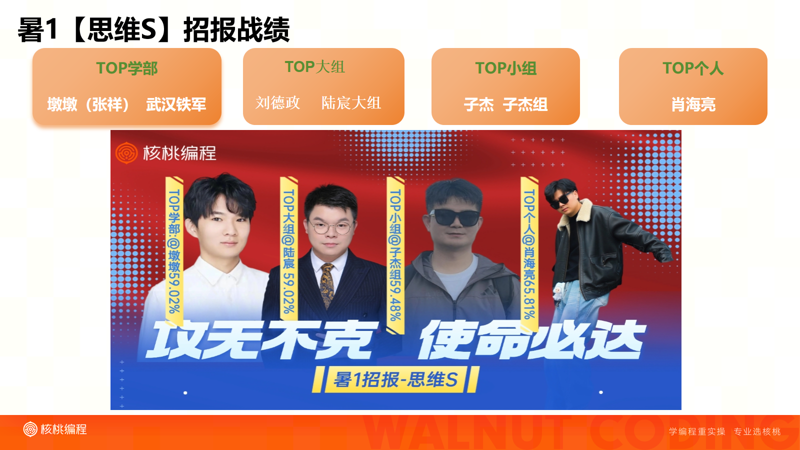 暑1【思维S】招报战绩
TOP学部
墩墩（张祥） 武汉铁军
TOP大组
刘德政 陆宸大组
TOP小组
子杰 子杰组
TOP个人
肖海亮
核桃编程
TOP学部:@墩墩59.02%
TOP大组@陆宸 59.02%
TOP小组@子杰组59.48%
TOP个人@肖海亮65.81%
攻无不克 使命必达
暑1招报-思维S
核桃编程
WALNUT CODING
学编程重实操 专业选核桃